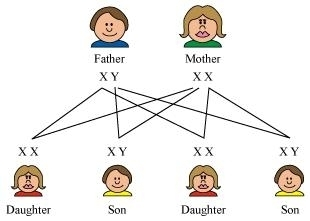 Father Mother
X Y X X
X X X Y X X X Y
Daughter Son Daughter Son